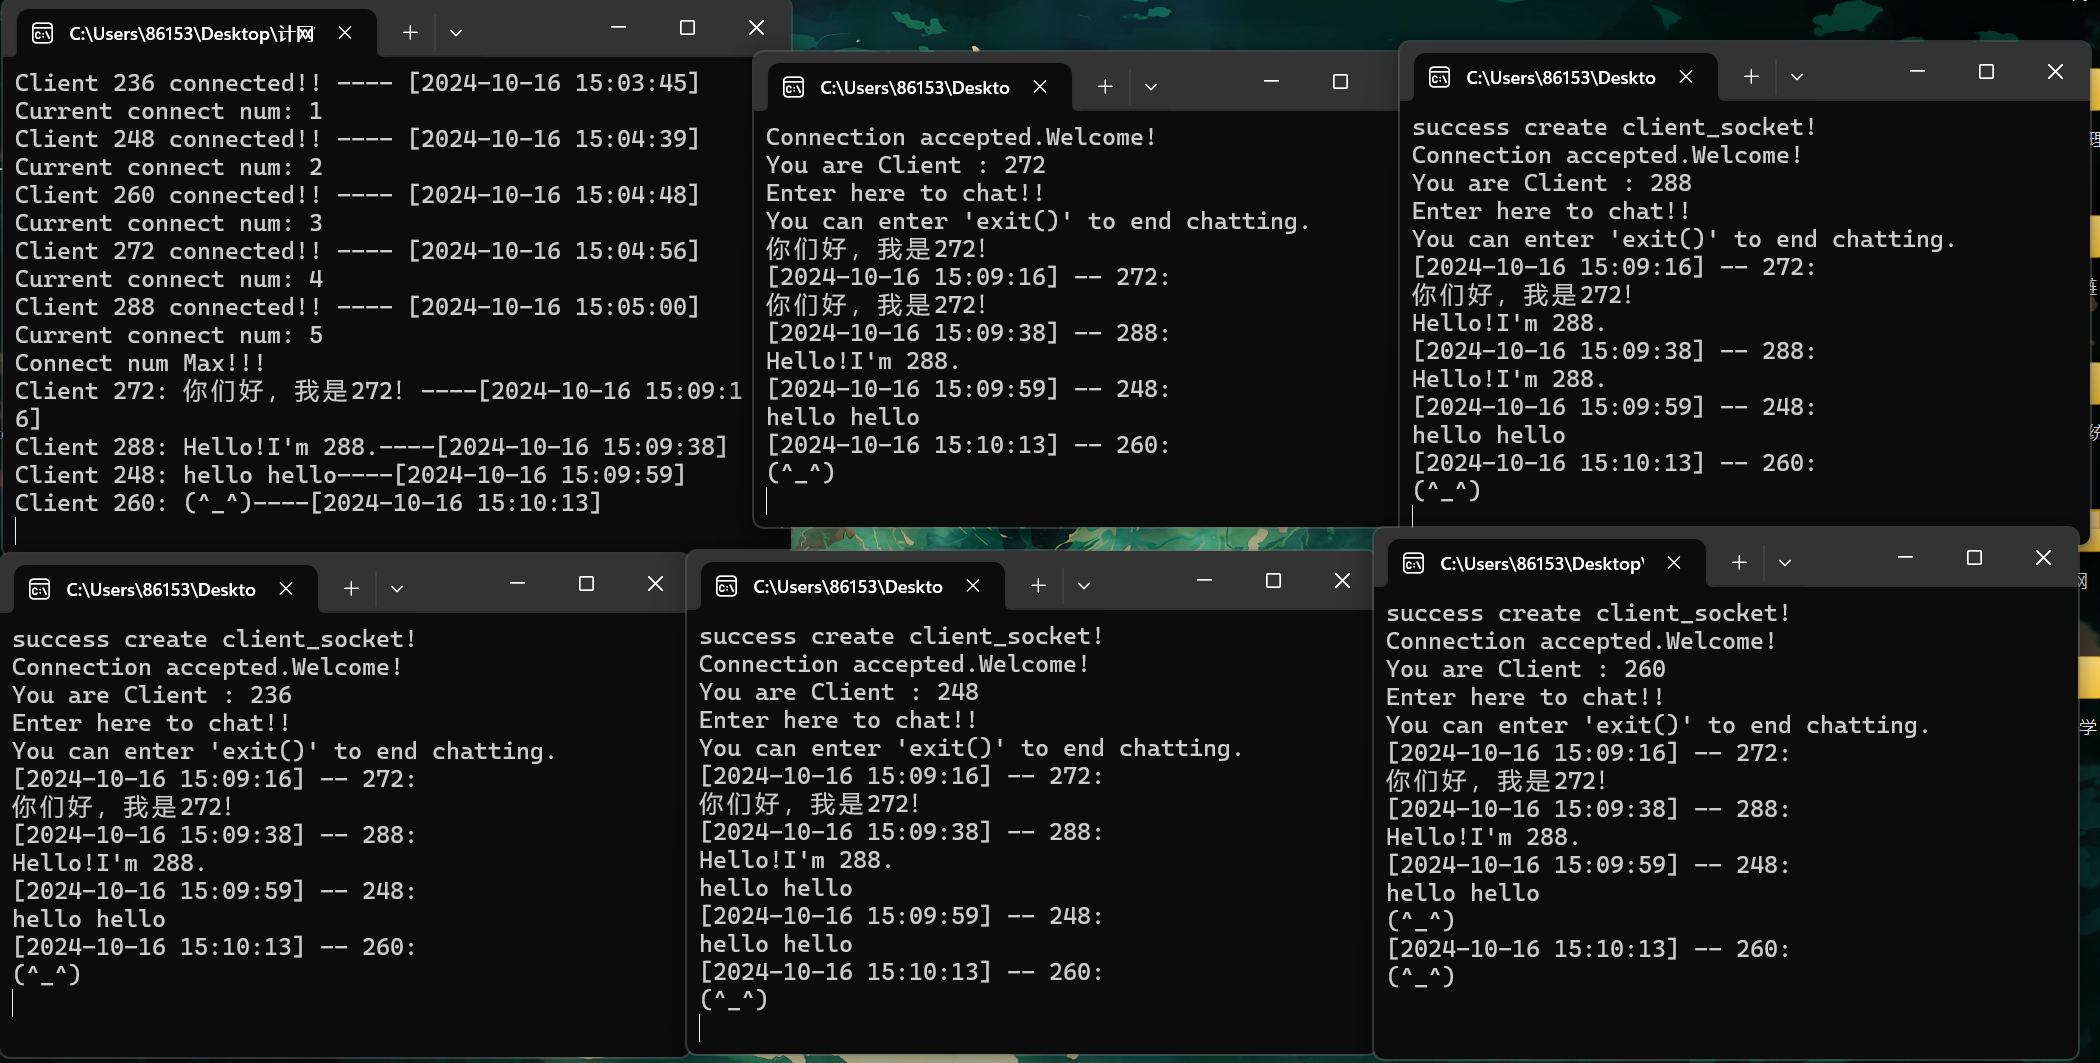 C:\Users\86153\Desktop\计网
Client 236 connected!! ---- [2024-10-16 15:03:45]
Current connect num: 1
Client 248 connected!! ---- [2024-10-16 15:04:39]
Current connect num: 2
Client 260 connected!! ---- [2024-10-16 15:04:48]
Current connect num: 3
Client 272 connected!! ---- [2024-10-16 15:04:56]
Current connect num: 4
Client 288 connected!! ---- [2024-10-16 15:05:00]
Current connect num: 5
Connect num Max!!!
Client 272: 你们好，我是272! ----[2024-10-16 15:09:1
6]
Client 288: Hello!I'm 288.----[2024-10-16 15:09:38]
Client 248: hello hello----[2024-10-16 15:09:59]
Client 260: (^_^)----[2024-10-16 15:10:13]
C:\Users\86153\Deskto
Connection accepted.Welcome!
You are Client : 272
Enter here to chat!!
You can enter 'exit()' to end chatting.
你们好，我是272!
[2024-10-16 15:09:16] -- 272:
你们好，我是272!
[2024-10-16 15:09:38] -- 288:
Hello!I'm 288.
[2024-10-16 15:09:59] -- 248:
hello hello
[2024-10-16 15:10:13] -- 260:
(^_^)
C:\Users\86153\Deskto
success create client_socket!
Connection accepted.Welcome!
You are Client : 288
Enter here to chat!!
You can enter 'exit()' to end chatting.
[2024-10-16 15:09:16] -- 272:
你们好，我是272!
Hello!I'm 288.
[2024-10-16 15:09:38] -- 288:
Hello!I'm 288.
[2024-10-16 15:09:59] -- 248:
hello hello
[2024-10-16 15:10:13] -- 260:
(^_^)
C:\Users\86153\Deskto
success create client_socket!
Connection accepted.Welcome!
You are Client : 236
Enter here to chat!!
You can enter 'exit()' to end chatting.
[2024-10-16 15:09:16] -- 272:
你们好，我是272!
[2024-10-16 15:09:38] -- 288:
Hello!I'm 288.
[2024-10-16 15:09:59] -- 248:
hello hello
[2024-10-16 15:10:13] -- 260:
(^_^)
C:\Users\86153\Deskto
success create client_socket!
Connection accepted.Welcome!
You are Client : 248
Enter here to chat!!
You can enter 'exit()' to end chatting.
[2024-10-16 15:09:16] -- 272:
你们好，我是272!
[2024-10-16 15:09:38] -- 288:
Hello!I'm 288.
hello hello
[2024-10-16 15:09:59] -- 248:
hello hello
[2024-10-16 15:10:13] -- 260:
(^_^)
C:\Users\86153\Desktop\
success create client_socket!
Connection accepted.Welcome!
You are Client : 260
Enter here to chat!!
You can enter 'exit()' to end chatting.
[2024-10-16 15:09:16] -- 272:
你们好，我是272!
[2024-10-16 15:09:38] -- 288:
Hello!I'm 288.
[2024-10-16 15:09:59] -- 248:
hello hello
(^_^)
[2024-10-16 15:10:13] -- 260:
(^_^)
学